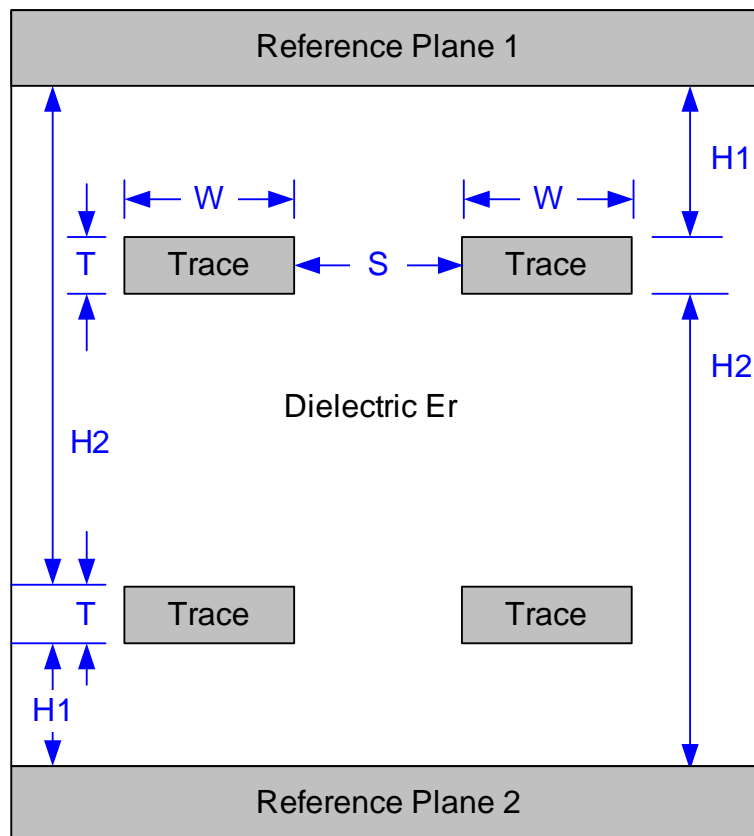 Reference Plane 1
H1
W
W
T
Trace
S
Trace
H2
Dielectric Er
H2
T
Trace
Trace
H1
Reference Plane 2